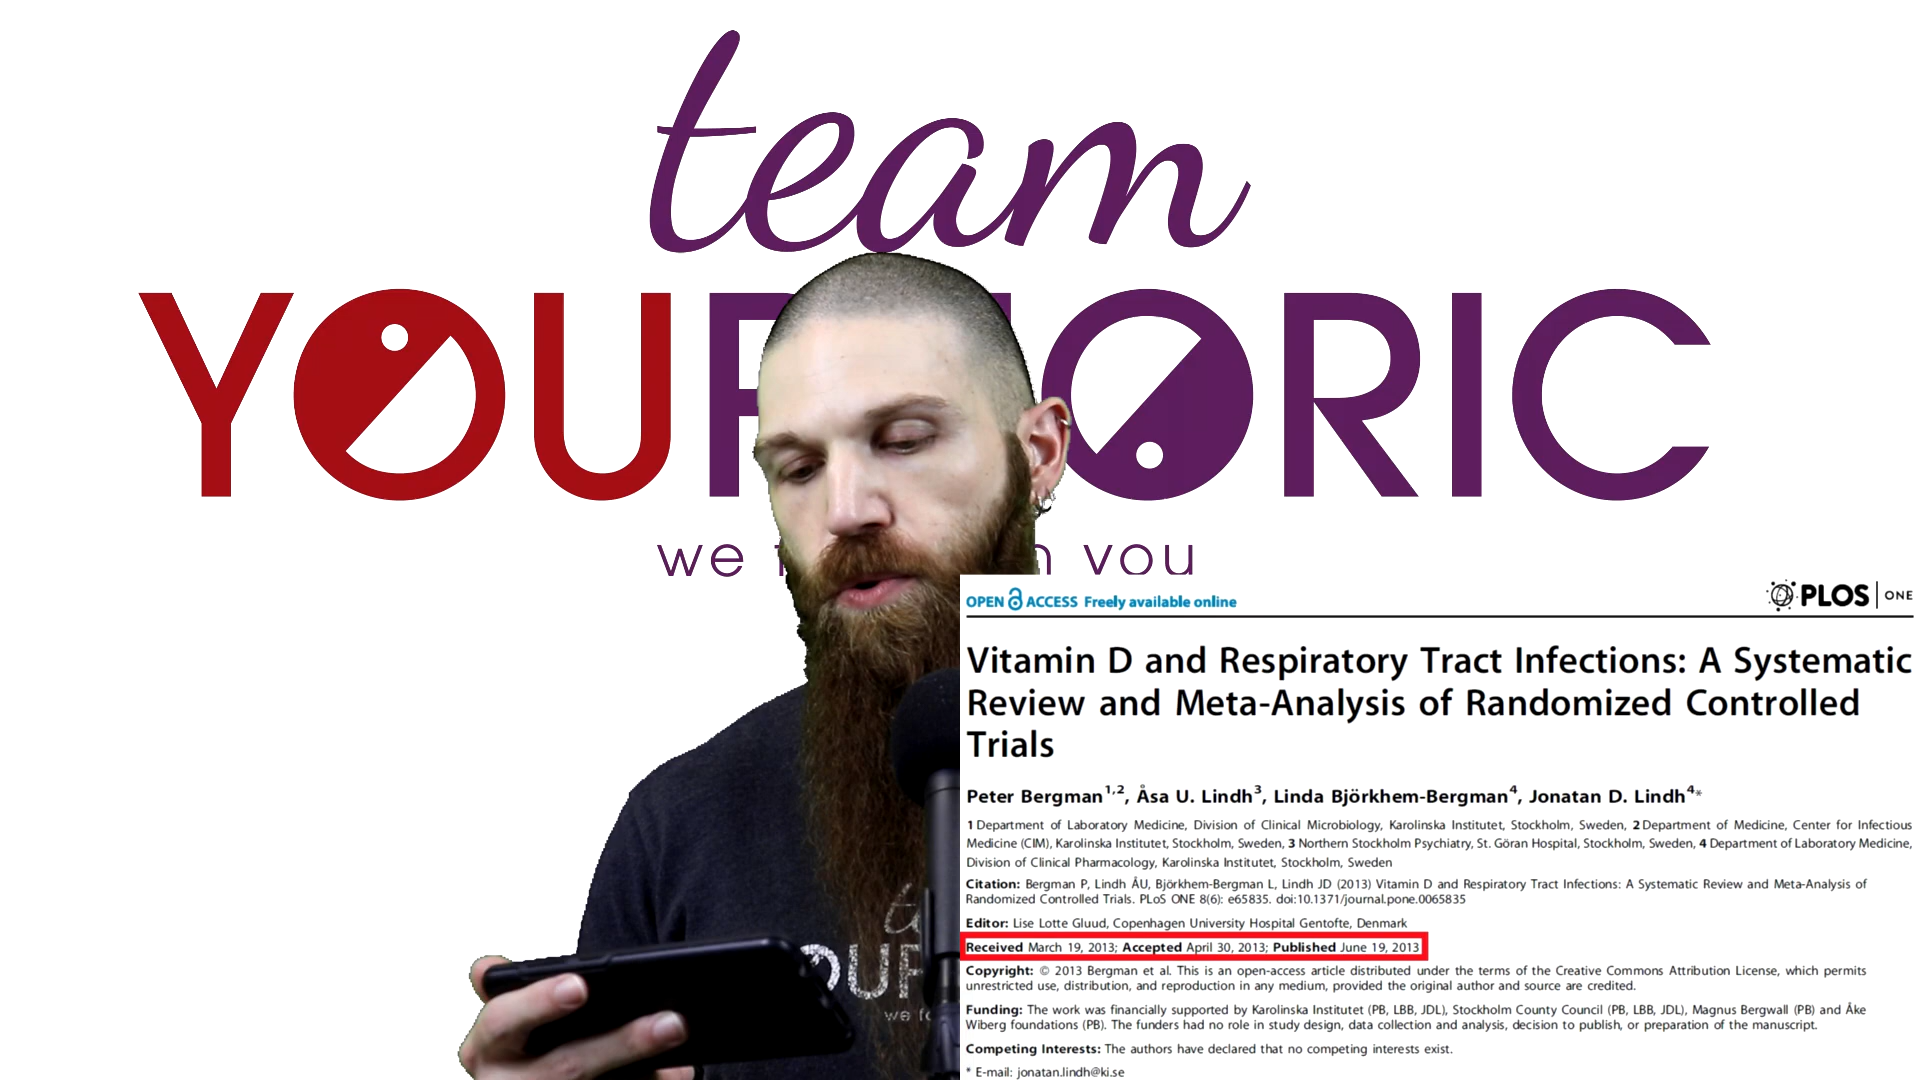 team
YOU ORIC
we vou
OPEN ACCESS Freely available online
PLOS | ONE
Vitamin D and Respiratory Tract Infections: A Systematic
Review and Meta-Analysis of Randomized Controlled
Trials
Peter Bergman1,2, Åsa U. Lindh3, Linda Björkhem-Bergman4, Jonatan D. Lindh4*
1 Department of Laboratory Medicine, Division of Clinical Microbiology, Karolinska Institutet, Stockholm, Sweden, 2 Department of Medicine, Center for Infectious
Medicine (CIM), Karolinska Institutet, Stockholm, Sweden, 3 Northern Stockholm Psychiatry, St. Göran Hospital, Stockholm, Sweden, 4 Department of Laboratory Medicine,
Division of Clinical Pharmacology, Karolinska Institutet, Stockholm, Sweden
Citation: Bergman P, Lindh ÅU, Björkhem-Bergman L, Lindh JD (2013) Vitamin D and Respiratory Tract Infections: A Systematic Review and Meta-Analysis of
Randomized Controlled Trials. PLoS ONE 8(6): e65835. doi:10.1371/journal.pone.0065835
Editor: Lise Lotte Gluud, Copenhagen University Hospital Gentofte, Denmark
Received March 19, 2013; Accepted April 30, 2013; Published June 19, 2013
Copyright: © 2013 Bergman et al. This is an open-access article distributed under the terms of the Creative Commons Attribution License, which permits
unrestricted use, distribution, and reproduction in any medium, provided the original author and source are credited.
Funding: The work was financially supported by Karolinska Institutet (PB, LBB, JDL), Stockholm County Council (PB, LBB, JDL), Magnus Bergwall (PB) and Åke
Wiberg foundations (PB). The funders had no role in study design, data collection and analysis, decision to publish, or preparation of the manuscript.
Competing Interests: The authors have declared that no competing interests exist.
* E-mail: jonatan.lindh@ki.se